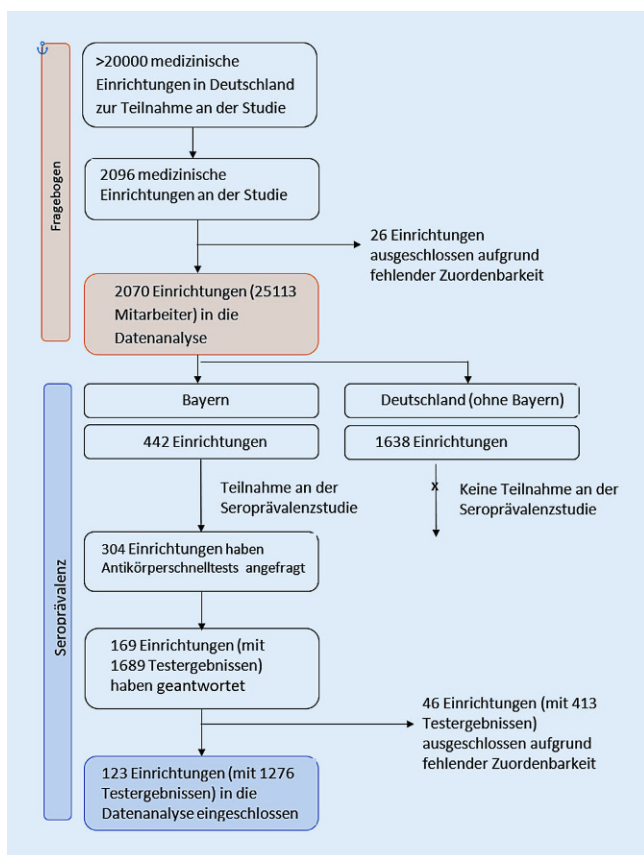 >20000 medizinische
Einrichtungen in Deutschland
zur Teilnahme an der Studie
2096 medizinische
Einrichtungen an der Studie
26 Einrichtungen
ausgeschlossen aufgrund
fehlender Zuordenbarkeit
Fragebogen
2070 Einrichtungen (25113
Mitarbeiter) in die
Datenanalyse
Bayern
Deutschland (ohne Bayern)
442 Einrichtungen
1638 Einrichtungen
Teilnahme an der
Seroprävalenzstudie
x
Keine Teilnahme an der
Seroprävalenzstudie
304 Einrichtungen haben
Antikörperschnelltests angefragt
Seroprävalenz
169 Einrichtungen (mit
1689 Testergebnissen)
haben geantwortet
46 Einrichtungen (mit 413
Testergebnissen)
ausgeschlossen aufgrund
fehlender Zuordenbarkeit
123 Einrichtungen (mit 1276
Testergebnissen) in die
Datenanalyse eingeschlossen